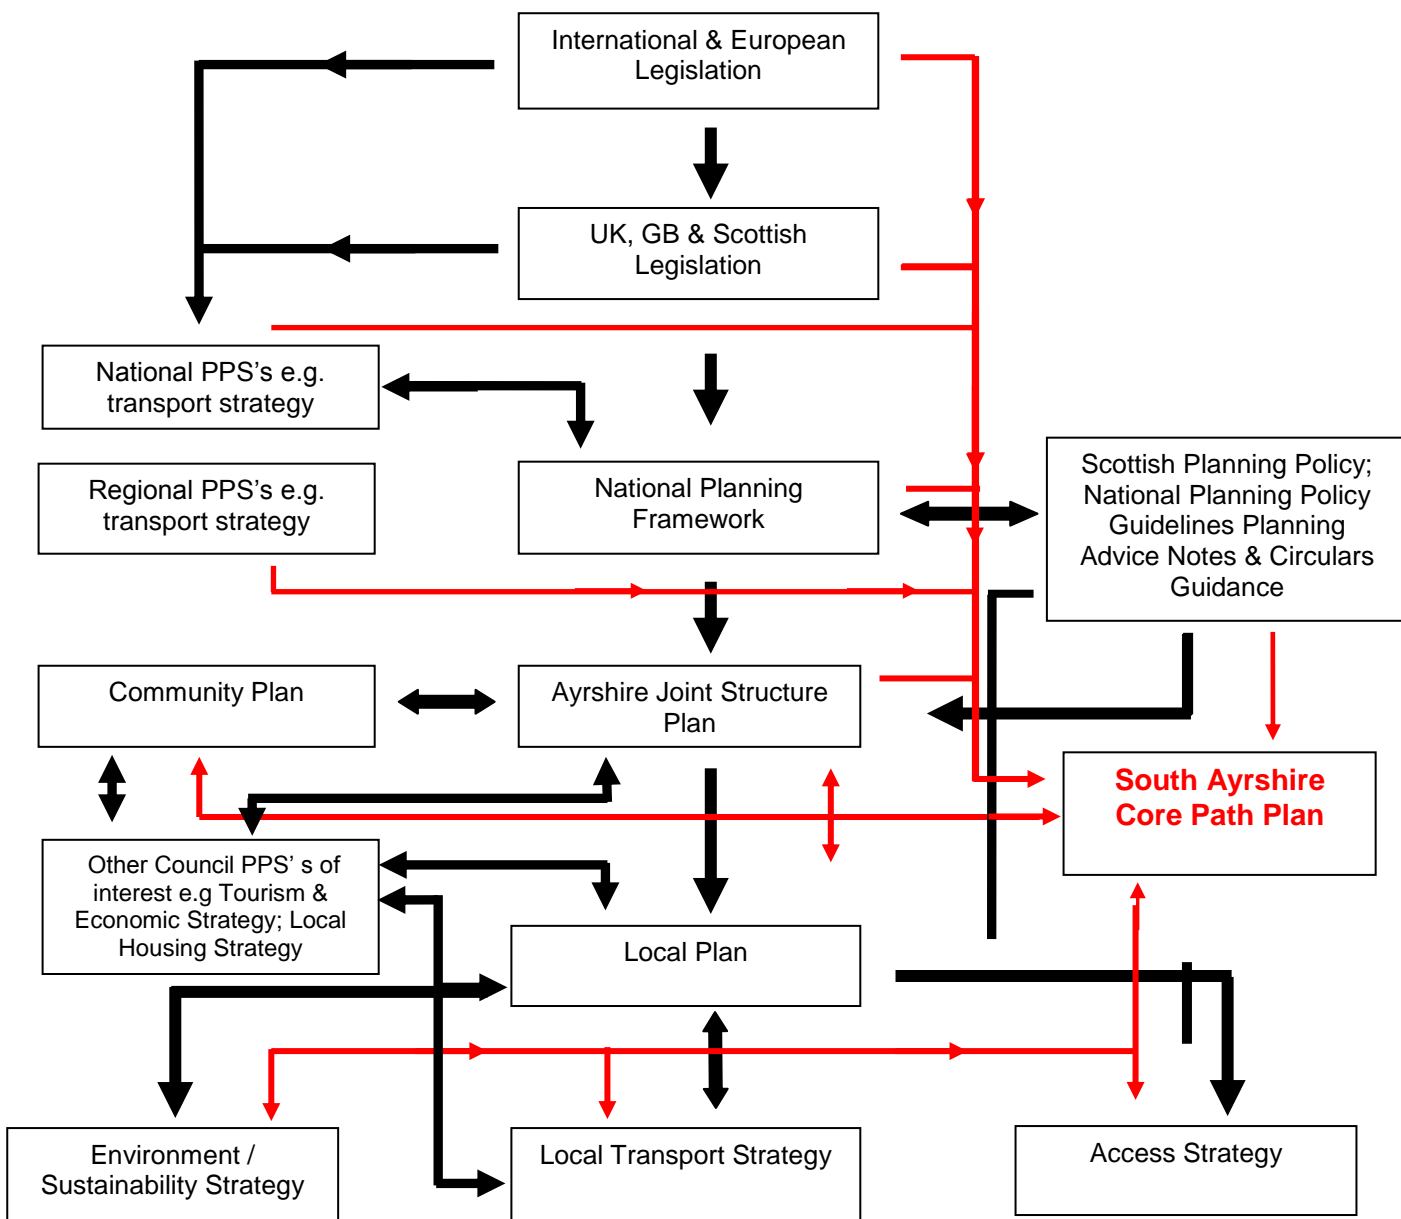 International & European
Legislation
UK, GB & Scottish
Legislation
National PPS’s e.g.
transport strategy
Regional PPS’s e.g.
transport strategy
National Planning
Framework
Scottish Planning Policy;
National Planning Policy
Guidelines Planning
Advice Notes & Circulars
Guidance
Community Plan
Ayrshire Joint Structure
Plan
South Ayrshire
Core Path Plan
Other Council PPS’ s of
interest e.g Tourism &
Economic Strategy; Local
Housing Strategy
Local Plan
Environment /
Sustainability Strategy
Local Transport Strategy
Access Strategy